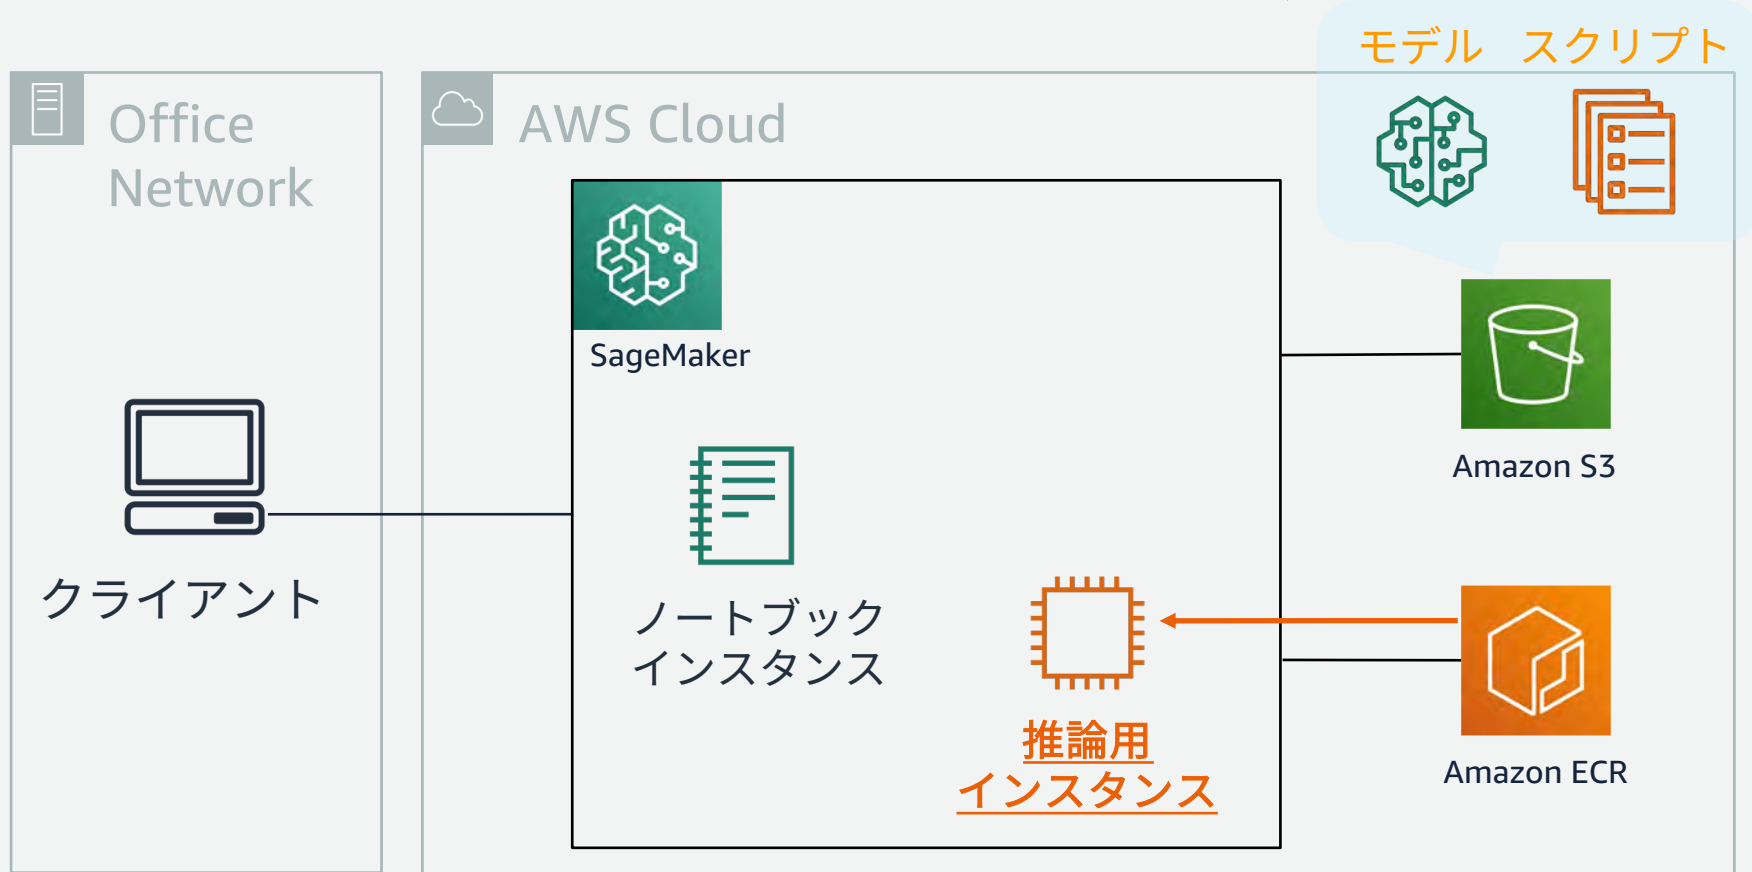 モデル スクリプト
Office
Network
AWS Cloud
SageMaker
クライアント
ノートブック
インスタンス
推論用
インスタンス
Amazon S3
Amazon ECR